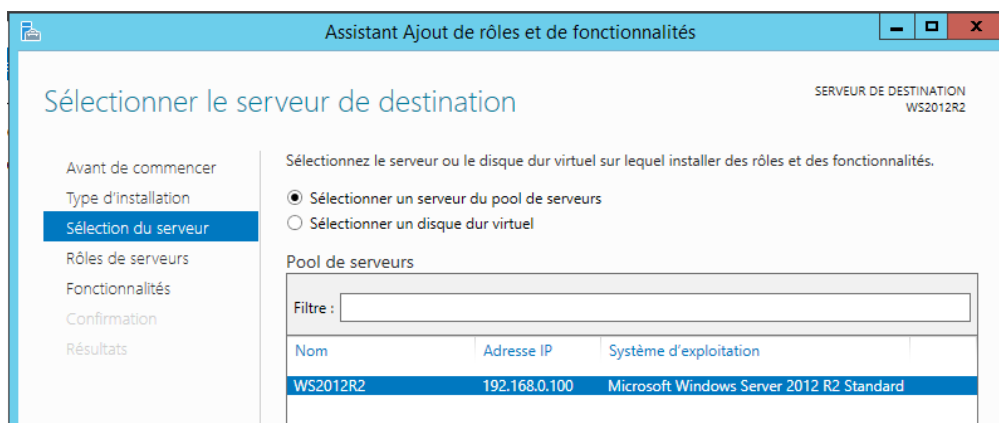 Assistant Ajout de rôles et de fonctionnalités
Sélectionner le serveur de destination
SERVEUR DE DESTINATION
WS2012R2
Avant de commencer
Type d'installation
Sélection du serveur
Rôles de serveurs
Fonctionnalités
Confirmation
Résultats
Sélectionnez le serveur ou le disque dur virtuel sur lequel installer des rôles et des fonctionnalités.
Sélectionner un serveur du pool de serveurs
Sélectionner un disque dur virtuel
Pool de serveurs
Filtre :
Nom Adresse IP Système d'exploitation
WS2012R2 192.168.0.100 Microsoft Windows Server 2012 R2 Standard